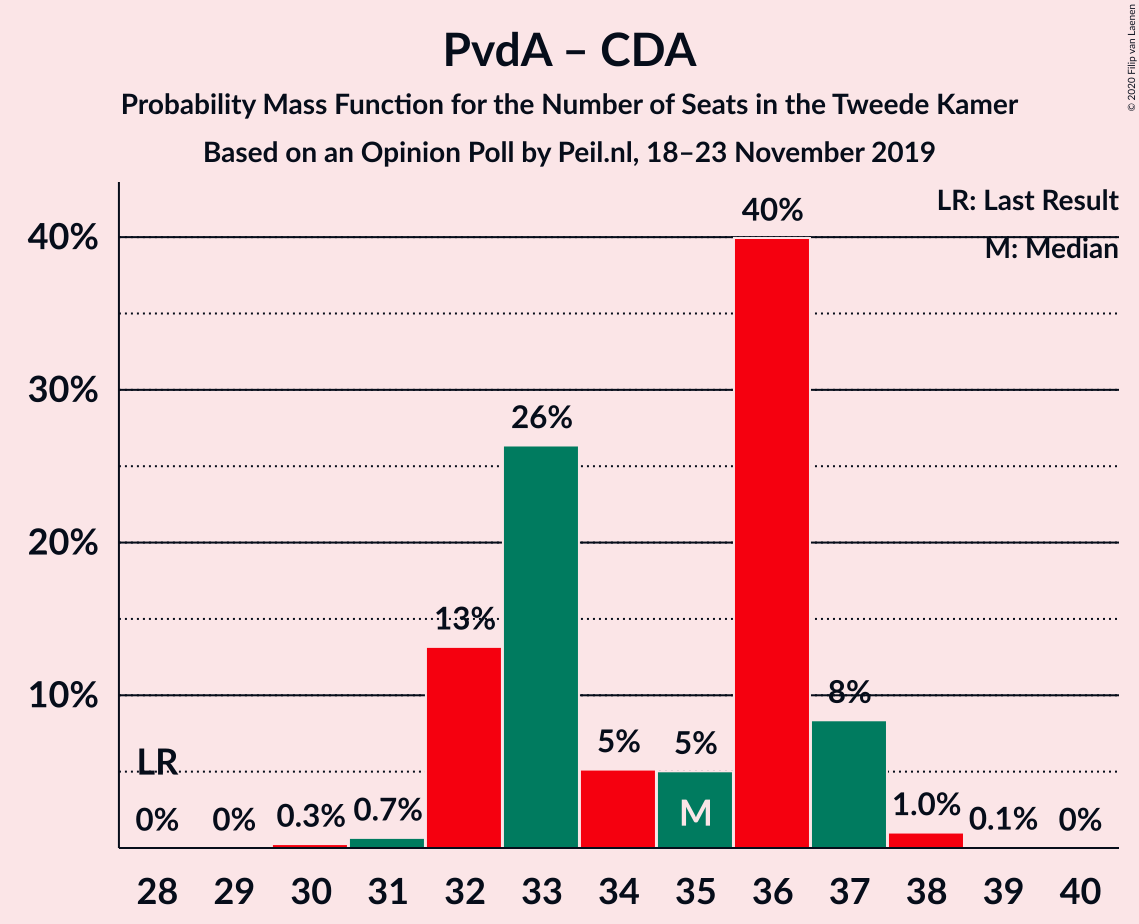 PvdA – CDA
Probability Mass Function for the Number of Seats in the Tweede Kamer
Based on an Opinion Poll by Peil.nl, 18–23 November 2019
© 2020 Filip van Laenen
LR: Last Result
M: Median
40%
30%
20%
10%
LR
0%
0%
0.3%
0.7%
13%
26%
5%
5%
M
40%
8%
1.0%
0.1%
0%
28 29 30 31 32 33 34 35 36 37 38 39 40